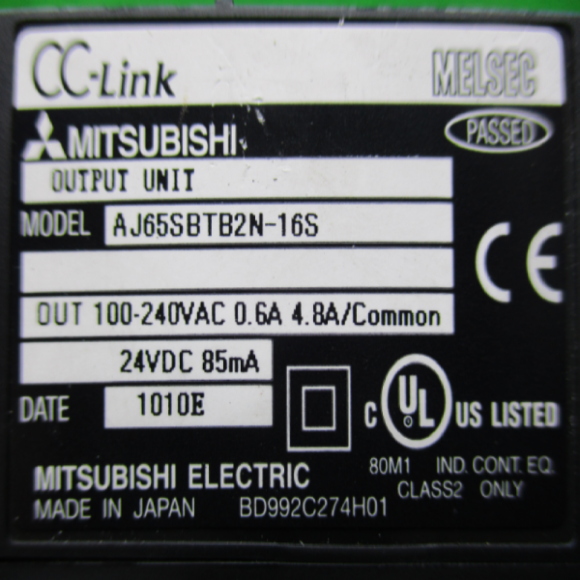 CC-Link MELSEC
MITSUBISHI PASSED
OUTPUT UNIT
MODEL AJ65SBTB2N-16S
CE
OUT 100-240VAC 0.6A 4.8A/Common
24VDC 85mA
DATE 1010E
C UL US LISTED
80M1 IND. CONT. EQ.
CLASS2 ONLY
MITSUBISHI ELECTRIC
MADE IN JAPAN BD992C274H01